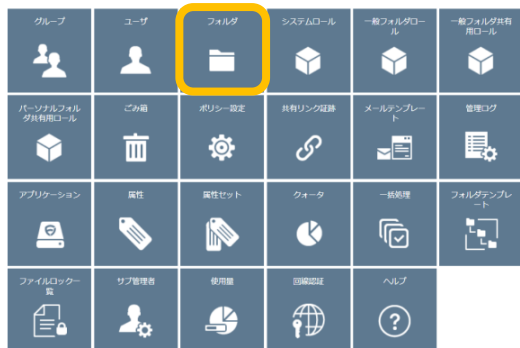 グループ
ユーザ
フォルダ
システムロール
一般フォルダロー
ル
一般フォルダ共有
用ロール
パーソナルフォル
ダ共有用ロール
ごみ箱
ポリシー設定
共有リンク証跡
メールテンプレー
ト
管理ログ
アプリケーション
属性
属性セット
クォータ
一括処理
フォルダテンプレ
ート
ファイルロック一
覧
サブ管理者
使用量
回線認証
ヘルプ